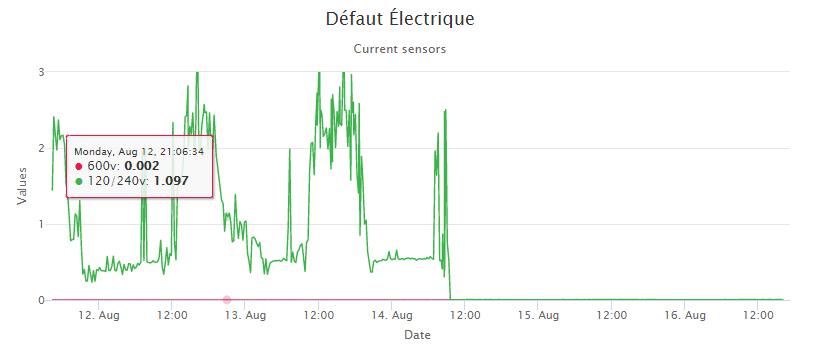 Défaut Électrique
Current sensors
3
2
1
0
Values
Monday, Aug 12, 21:06:34
● 600v: 0.002
● 120/240v: 1.097
12. Aug 12:00 13. Aug 12:00 14. Aug 12:00 15. Aug 12:00 16. Aug 12:00
Date